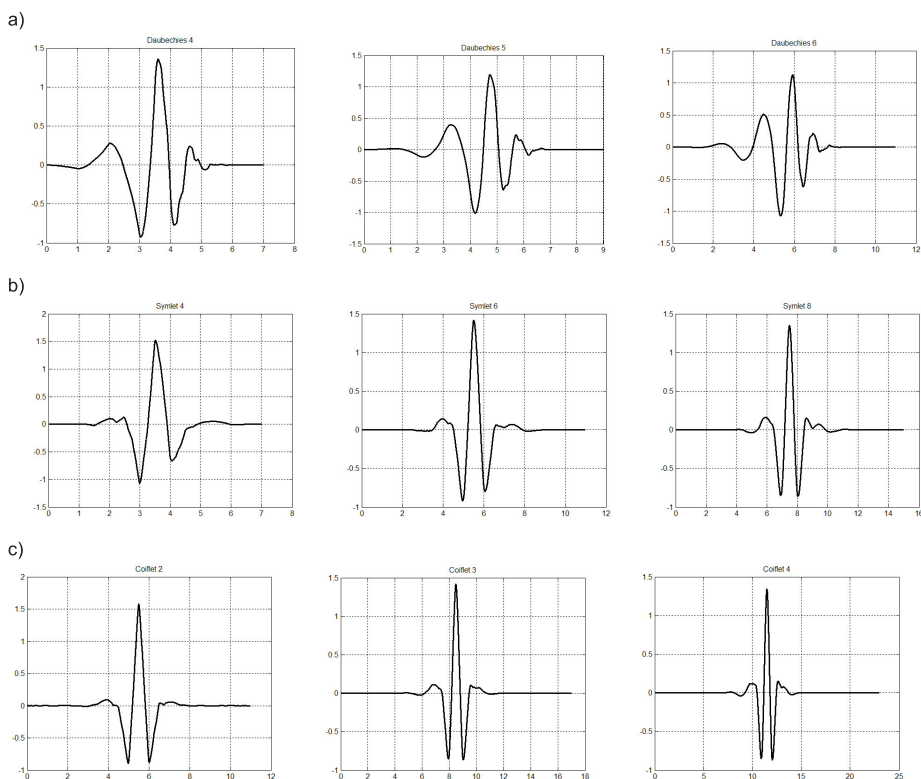 a)
Daubechies 4
1.5
1
0.5
0
-0.5
-1
0 1 2 3 4 5 6 7 8
Daubechies 5
1.5
1
0.5
0
-0.5
-1
-1.5
0 1 2 3 4 5 6 7 8 9
Daubechies 6
1.5
1
0.5
0
-0.5
-1
-1.5
0 2 4 6 8 10 12
b)
Symlet 4
2
1.5
1
0.5
0
-0.5
-1
-1.5
0 1 2 3 4 5 6 7 8
Symlet 6
1.5
1
0.5
0
-0.5
-1
0 2 4 6 8 10 12
Symlet 8
1.5
1
0.5
0
-0.5
-1
0 2 4 6 8 10 12 14 16
c)
Coiflet 2
2
1.5
1
0.5
0
-0.5
-1
0 2 4 6 8 10 12
Coiflet 3
1.5
1
0.5
0
-0.5
-1
0 2 4 6 8 10 12 14 16 18
Coiflet 4
1.5
1
0.5
0
-0.5
-1
0 5 10 15 20 25